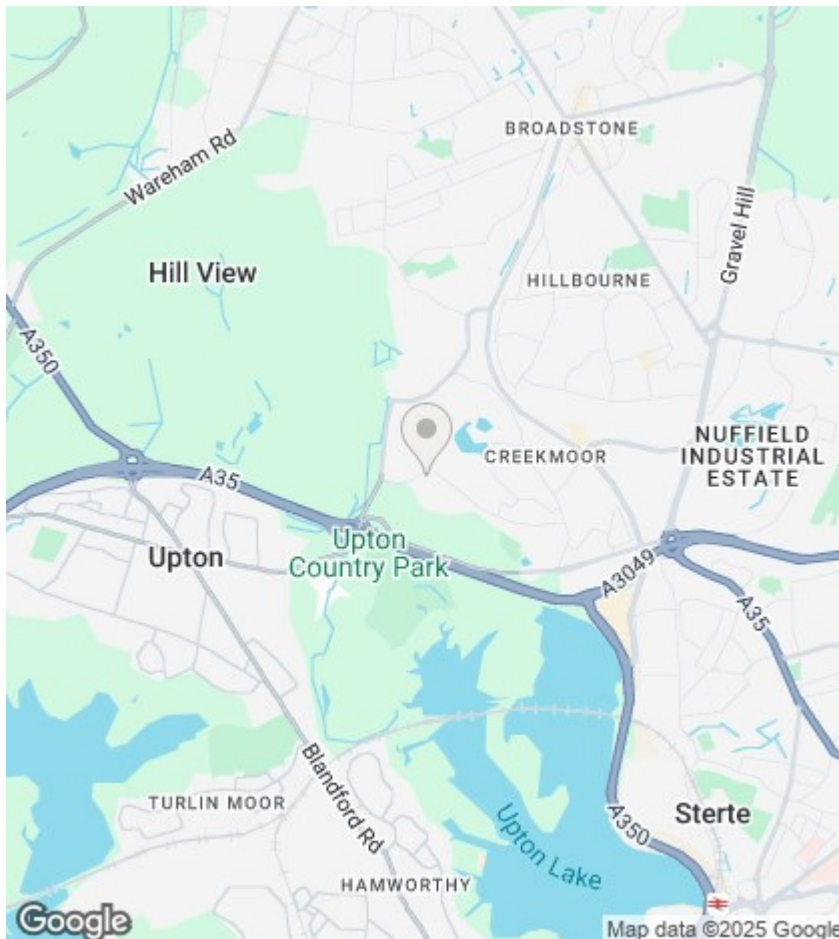 BROADSTONE
Wareham Rd
Gravel Hill
Hill View
HILLBOURNE
A350
NUFFIELD
INDUSTRIAL
ESTATE
CREEKMOOR
A35
Upton
Country Park
Upton
A3049
A35
Blandford Rd
TURLIN MOOR
Upton Lake
A350
Sterte
HAMWORTHY
Google
Map data ©2025 Google